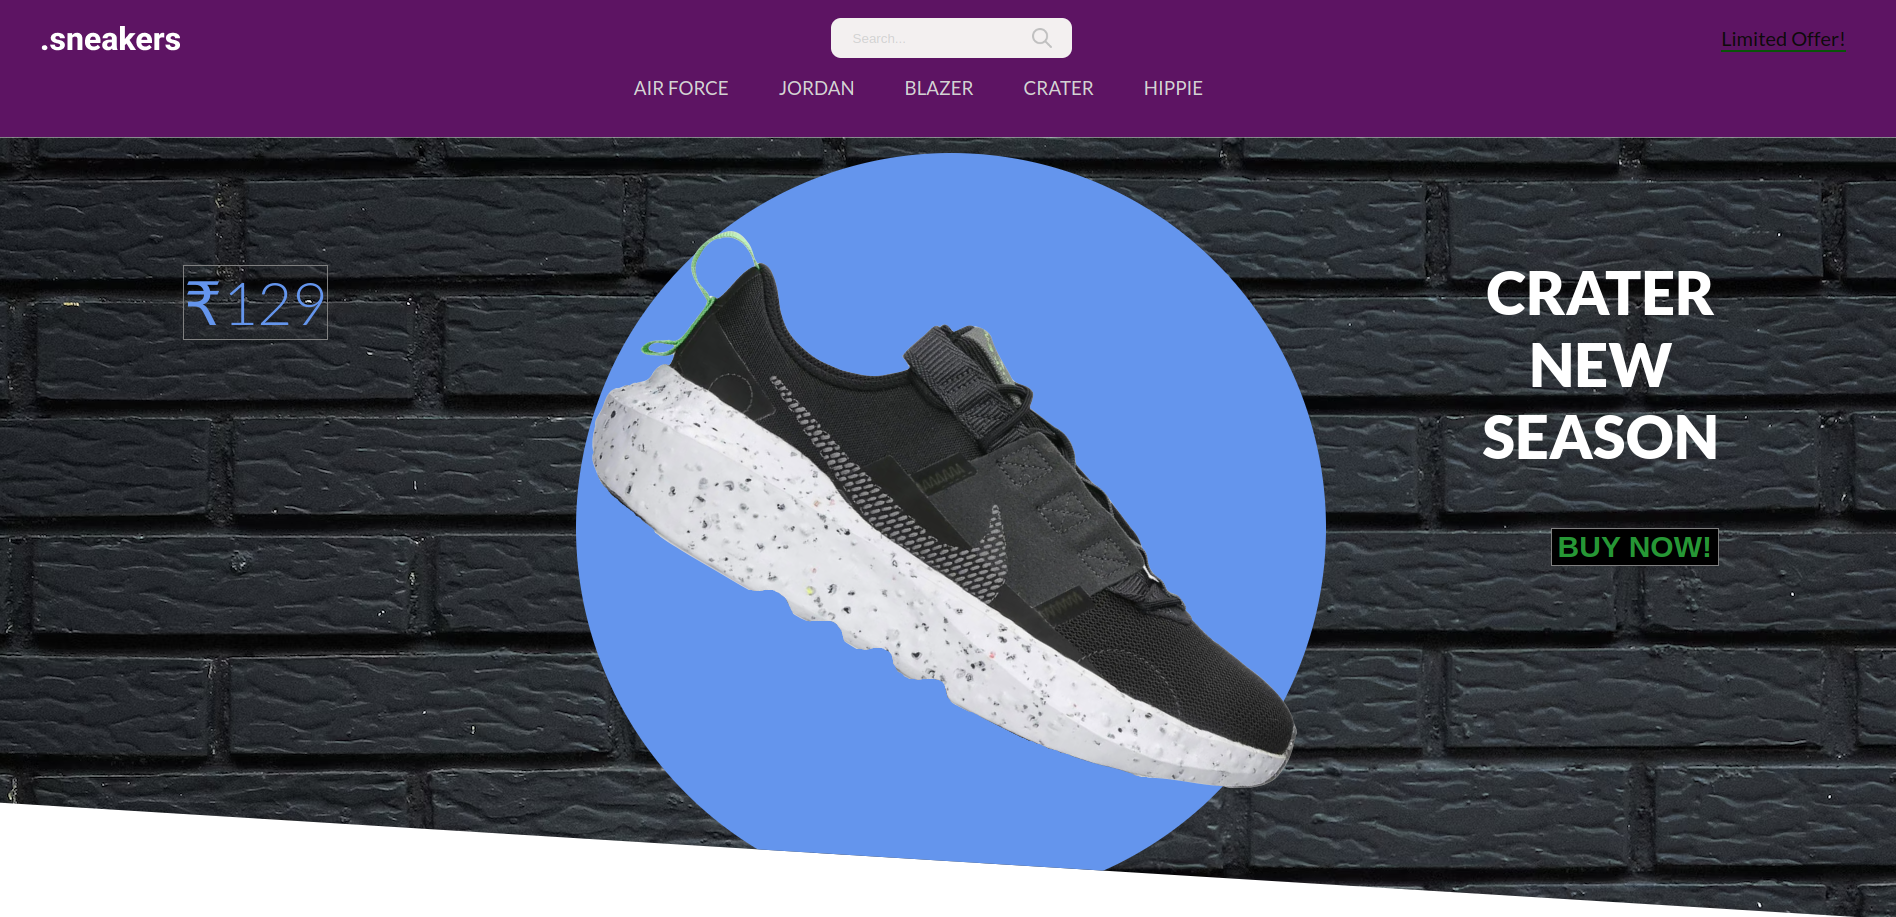 .sneakers
Search...
Limited Offer!
AIR FORCE
JORDAN
BLAZER
CRATER
HIPPIE
₹129
CRATER
NEW
SEASON
BUY NOW!